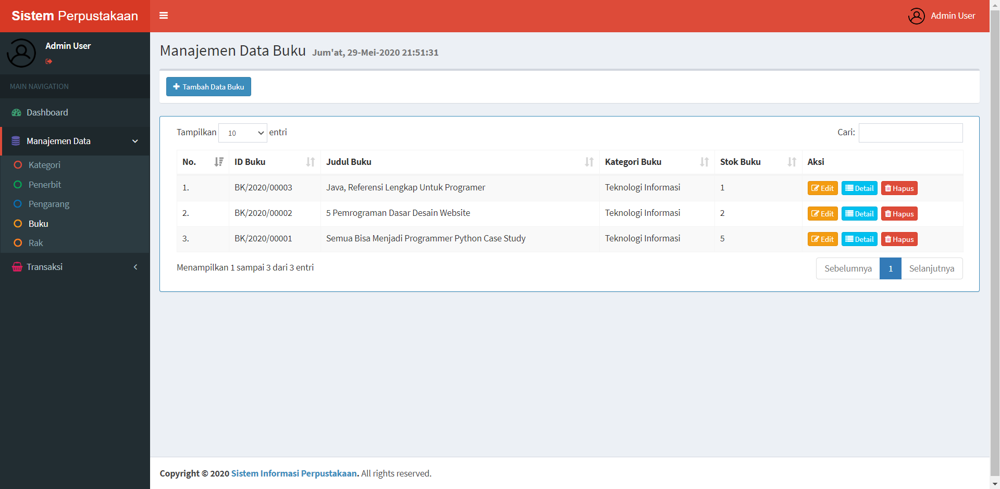 Sistem Perpustakaan
Admin User
Admin User
MAIN NAVIGATION
Dashboard
Manajemen Data
Kategori
Penerbit
Pengarang
Buku
Rak
Transaksi
Manajemen Data Buku Jum'at, 29-Mei-2020 21:51:31
Tambah Data Buku
Tampilkan 10 entri
Cari:
No. ID Buku Judul Buku Kategori Buku Stok Buku Aksi
1. BK/2020/00003 Java, Referensi Lengkap Untuk Programer Teknologi Informasi 1 Edit Detail Hapus
2. BK/2020/00002 5 Pemrograman Dasar Desain Website Teknologi Informasi 2 Edit Detail Hapus
3. BK/2020/00001 Semua Bisa Menjadi Programmer Python Case Study Teknologi Informasi 5 Edit Detail Hapus
Menampilkan 1 sampai 3 dari 3 entri
Sebelumnya 1 Selanjutnya
Copyright © 2020 Sistem Informasi Perpustakaan. All rights reserved.